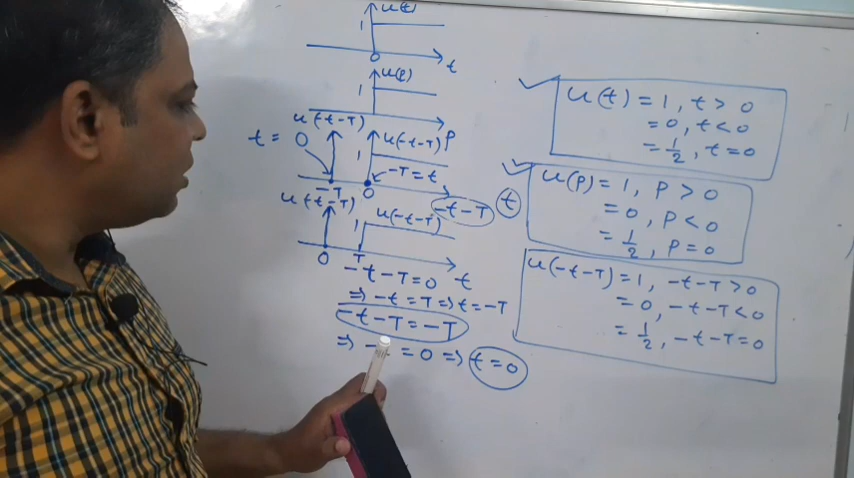 u(t)
1
0
t
u(p)
1
u(-t-T)
p
t = 0
u(-t-T)
1
-T = t
-T
0
-t-T
t
u(-t-T)
u(-t-T)
1
0
T
t
-t-T=0
⇒ -t=T ⇒ t=-T
-t-T=-T
⇒ = 0 ⇒ t=0
✓ u(t) = 1, t > 0
= 0, t < 0
= 1/2, t = 0
✓ u(p) = 1, p > 0
= 0, p < 0
= 1/2, p = 0
u(-t-T) = 1, -t-T > 0
= 0, -t-T < 0
= 1/2, -t-T = 0